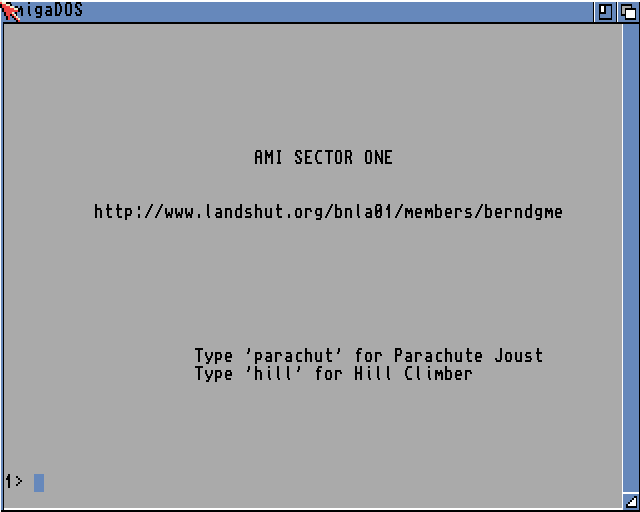 AmigaDOS
AMI SECTOR ONE
http://www.landshut.org/bnla01/members/berndgme
Type 'parachut' for Parachute Joust
Type 'hill' for Hill Climber
1>